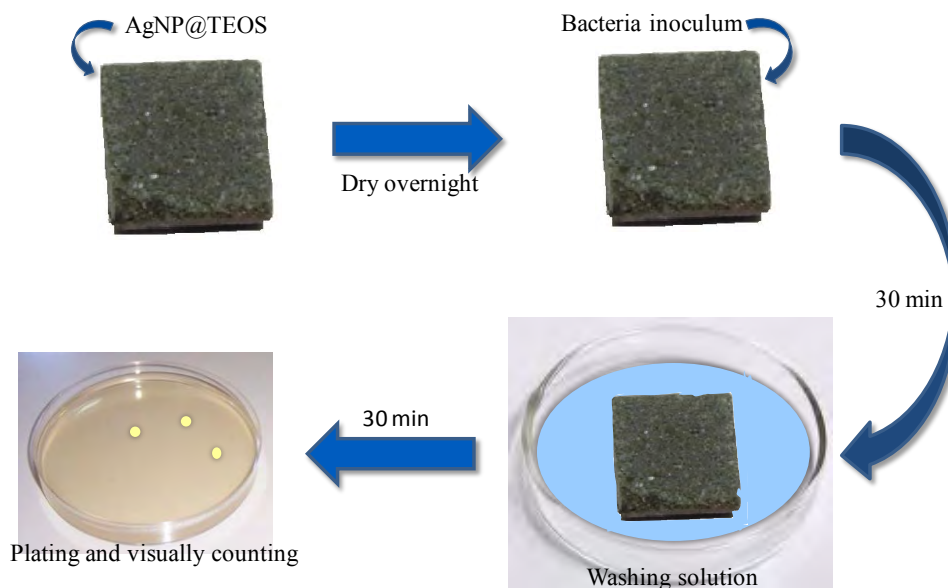 AgNP@TEOS
Bacteria inoculum
Dry overnight
30 min
30 min
Plating and visually counting
Washing solution